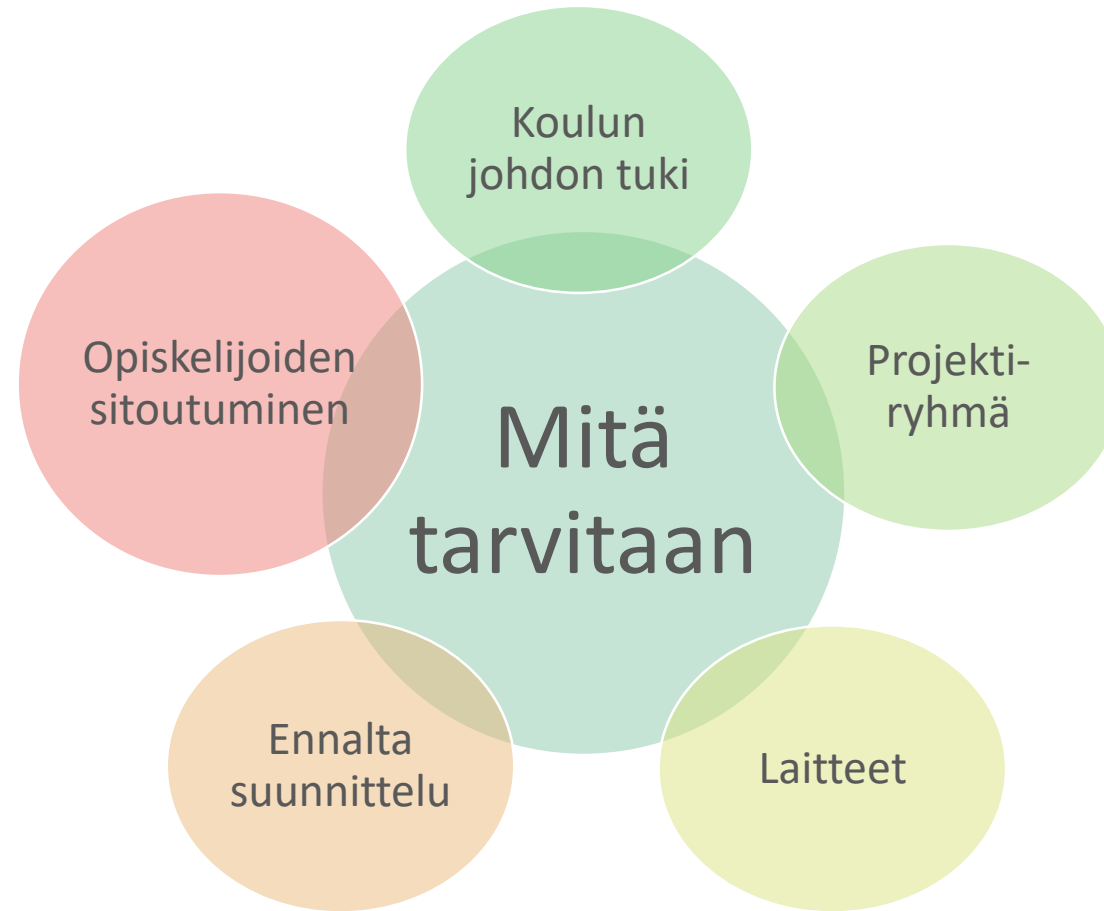 Koulun
johdon tuki
Opiskelijoiden
sitoutuminen
Projekti-
ryhmä
Mitä
tarvitaan
Ennalta
suunnittelu
Laitteet